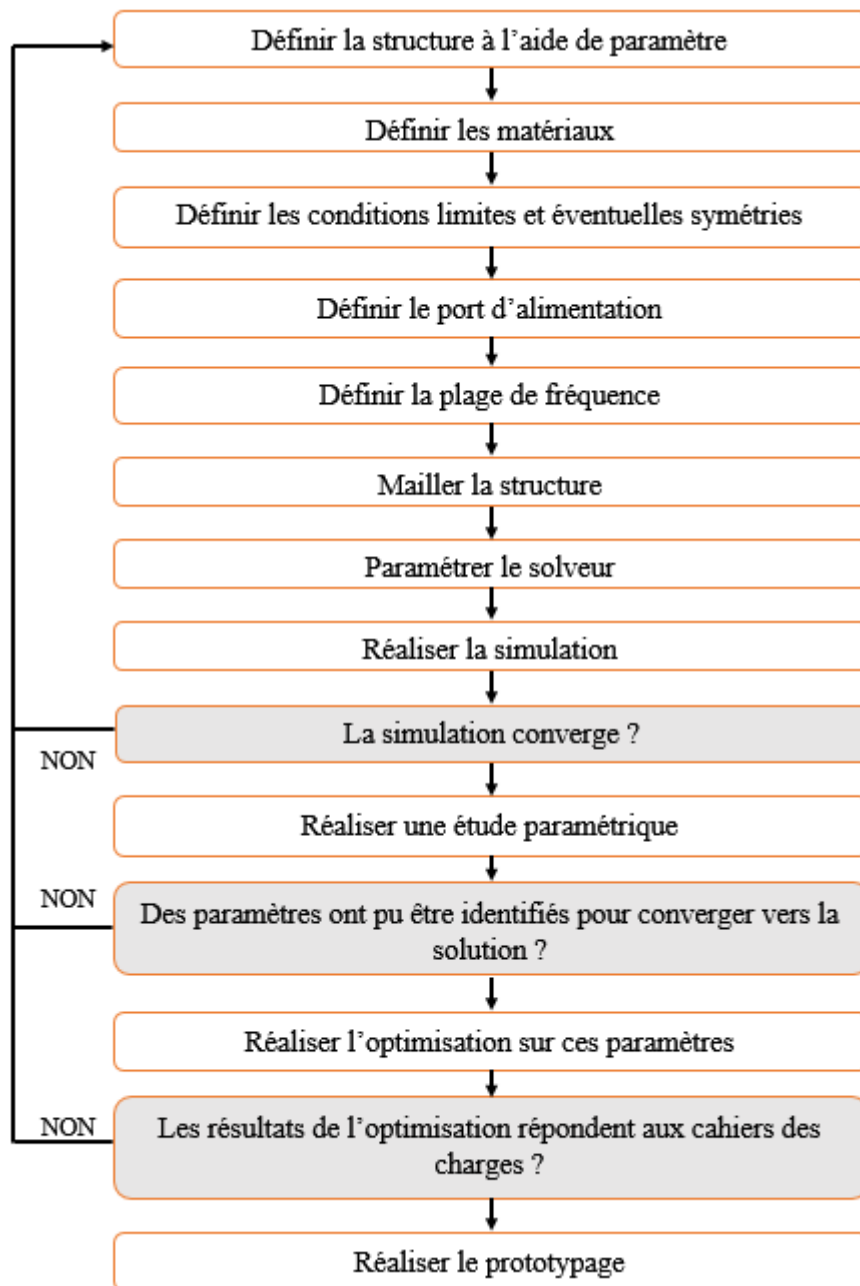 Définir la structure à l’aide de paramètre
Définir les matériaux
Définir les conditions limites et éventuelles symétries
Définir le port d’alimentation
Définir la plage de fréquence
Mailler la structure
Paramétrer le solveur
Réaliser la simulation
La simulation converge ?
NON
Réaliser une étude paramétrique
NON
Des paramètres ont pu être identifiés pour converger vers la
solution ?
Réaliser l’optimisation sur ces paramètres
NON
Les résultats de l’optimisation répondent aux cahiers des
charges ?
Réaliser le prototypage